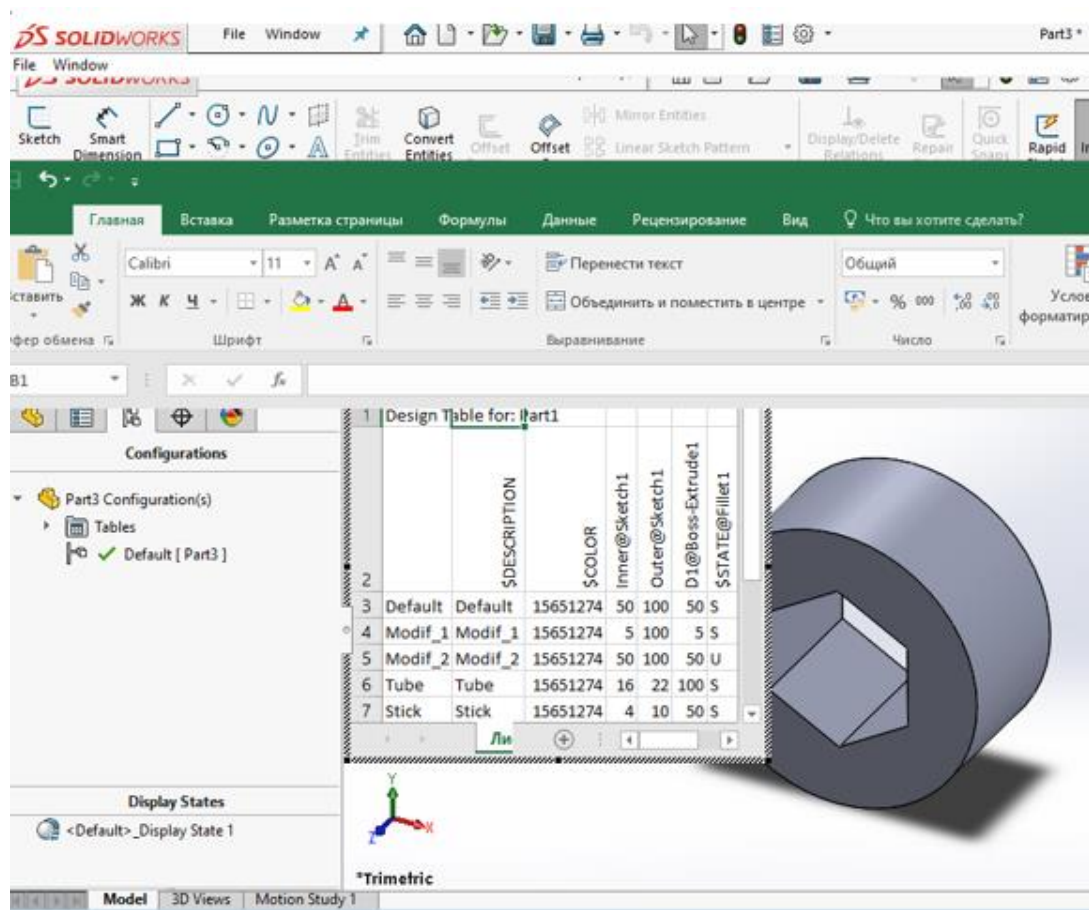 SOLIDWORKS File Window Part3 *
File Window
SOLIDWORKS
Sketch Smart Dimension Trim Entities Convert Entities Offset Offset Mirror Entities Linear Sketch Pattern Display/Delete Relations Repair Quick Snaps Rapid
Главная Вставка Разметка страницы Формулы Данные Рецензирование Вид Что вы хотите сделать?
Calibri 11 Перенести текст Общий
Ж К Ч Объединить и поместить в центре % 000
Шрифт Выравнивание Число
B1 fx
1 Design Table for: Part1
Configurations
Part3 Configuration(s)
Tables
Default [ Part3 ]
2 $DESCRIPTION $COLOR Inner@Sketch1 Outer@Sketch1 D1@Boss-Extrude1 $STATE@Fillet1
3 Default Default 15651274 50 100 50 S
4 Modif_1 Modif_1 15651274 5 100 5 S
5 Modif_2 Modif_2 15651274 50 100 50 U
6 Tube Tube 15651274 16 22 100 S
7 Stick Stick 15651274 4 10 50 S
Display States
<Default>_Display State 1
Y
X
Z
*Trimetric
Model 3D Views Motion Study 1